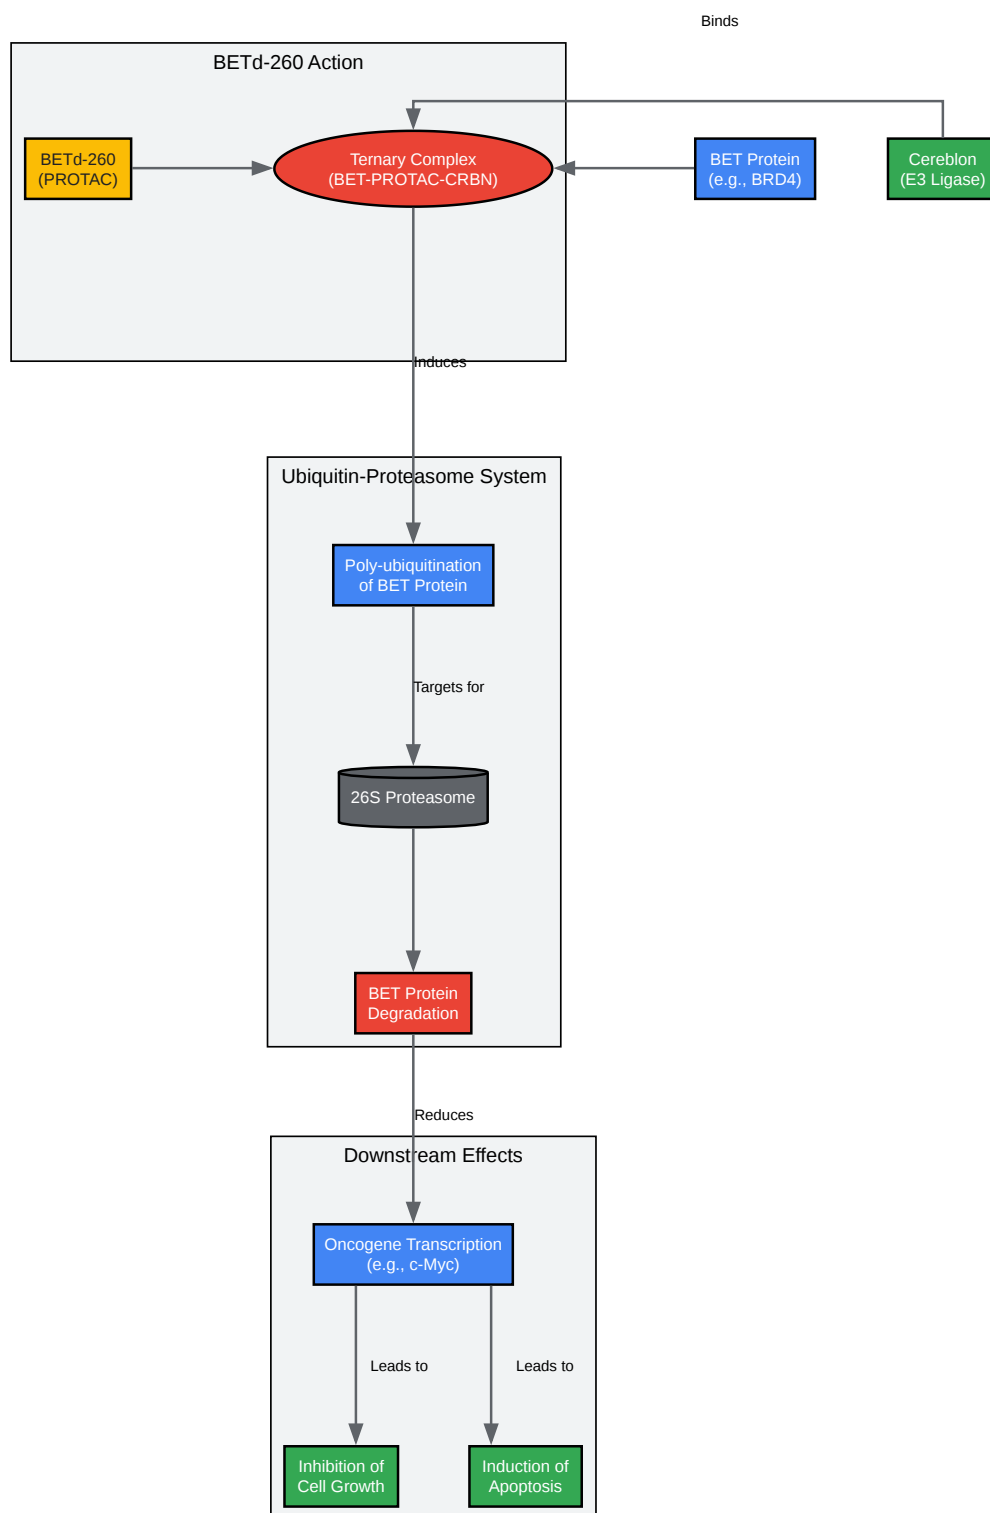 Binds
BETd-260 Action
BETd-260
(PROTAC)
Ternary Complex
(BET-PROTAC-CRBN)
BET Protein
(e.g., BRD4)
Cereblon
(E3 Ligase)
Induces
Ubiquitin-Proteasome System
Poly-ubiquitination
of BET Protein
Targets for
26S Proteasome
BET Protein
Degradation
Reduces
Downstream Effects
Oncogene Transcription
(e.g., c-Myc)
Leads to
Leads to
Inhibition of
Cell Growth
Induction of
Apoptosis